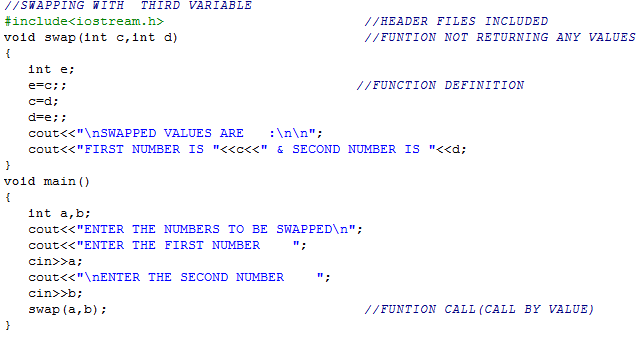 //SWAPPING WITH  THIRD VARIABLE
#include<iostream.h>                         //HEADER FILES INCLUDED
void swap(int c,int d)                       //FUNTION NOT RETURNING ANY VALUES
{
   int e;
   e=c;;                                    //FUNCTION DEFINITION
   c=d;
   d=e;;
   cout<<"\nSWAPPED VALUES ARE   :\n\n";
   cout<<"FIRST NUMBER IS "<<c<<" & SECOND NUMBER IS "<<d;
}
void main()
{
   int a,b;
   cout<<"ENTER THE NUMBERS TO BE SWAPPED\n";
   cout<<"ENTER THE FIRST NUMBER    ";
   cin>>a;
   cout<<"\nENTER THE SECOND NUMBER    ";
   cin>>b;
   swap(a,b);                                //FUNTION CALL(CALL BY VALUE)
}